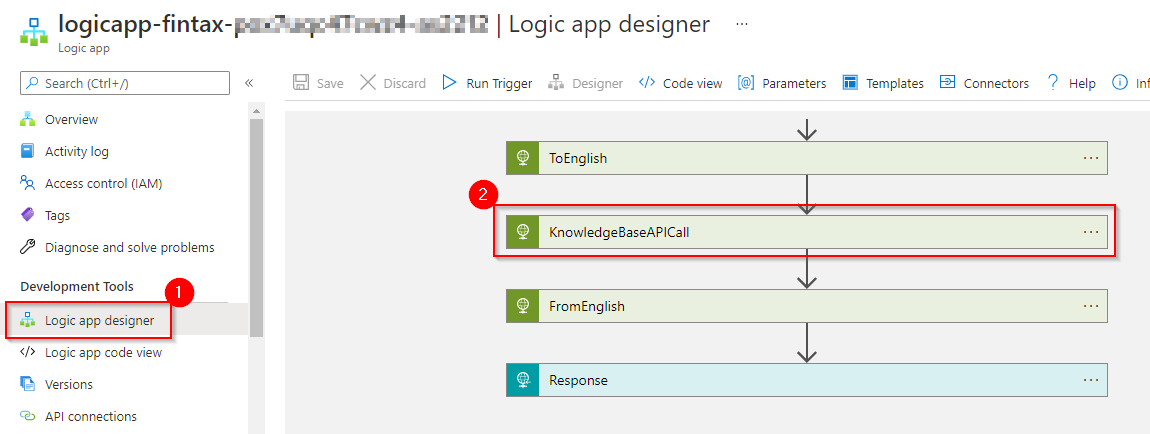 logicapp-fintax- | Logic app designer ...
Logic app
Search (Ctrl+/) «
Overview
Activity log
Access control (IAM)
Tags
Diagnose and solve problems
Development Tools
1
Logic app designer
Logic app code view
Versions
API connections
Save Discard Run Trigger Designer Code view Parameters Templates Connectors Help Inf
ToEnglish ...
2
KnowledgeBaseAPICall ...
FromEnglish ...
Response ...